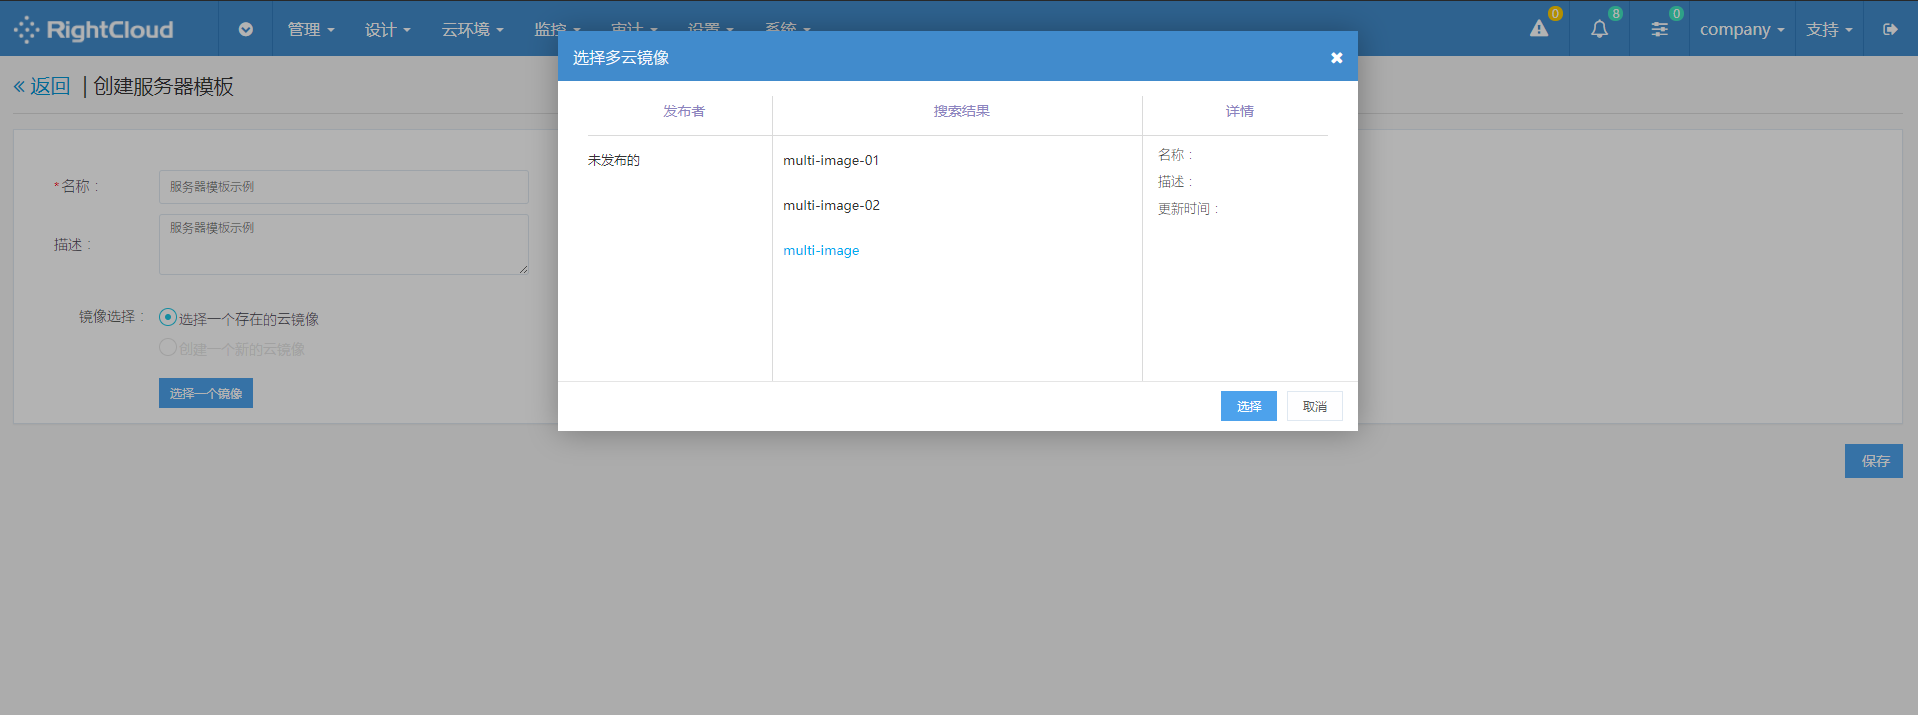 RightCloud
管理
设计
云环境
监控
审计
设置
系统
0
8
0
company
支持
返回
创建服务器模板
*名称：
服务器模板示例
描述：
服务器模板示例
镜像选择：
选择一个存在的云镜像
创建一个新的云镜像
选择一个镜像
保存
选择多云镜像
发布者
搜索结果
详情
未发布的
multi-image-01
multi-image-02
multi-image
名称：
描述：
更新时间：
选择
取消